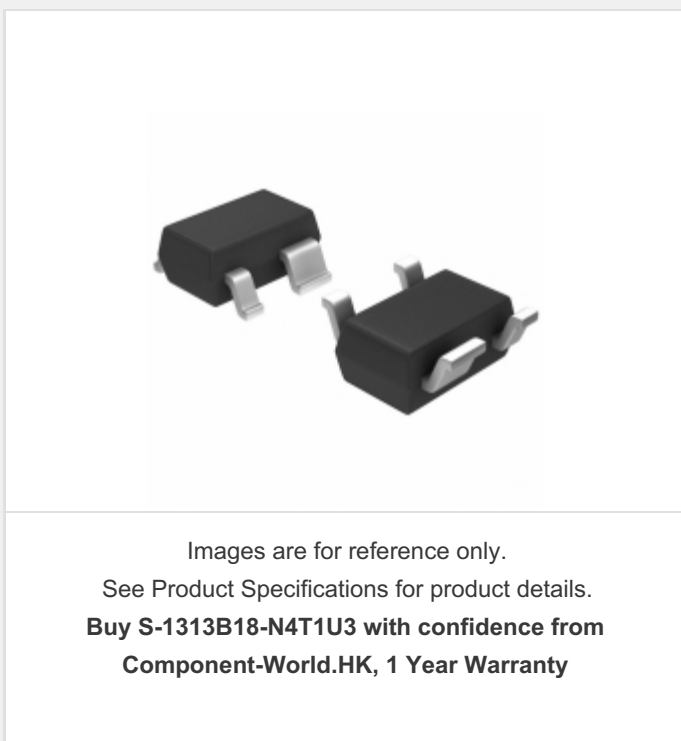 Images are for reference only.
See Product Specifications for product details.
Buy S-1313B18-N4T1U3 with confidence from
Component-World.HK, 1 Year Warranty